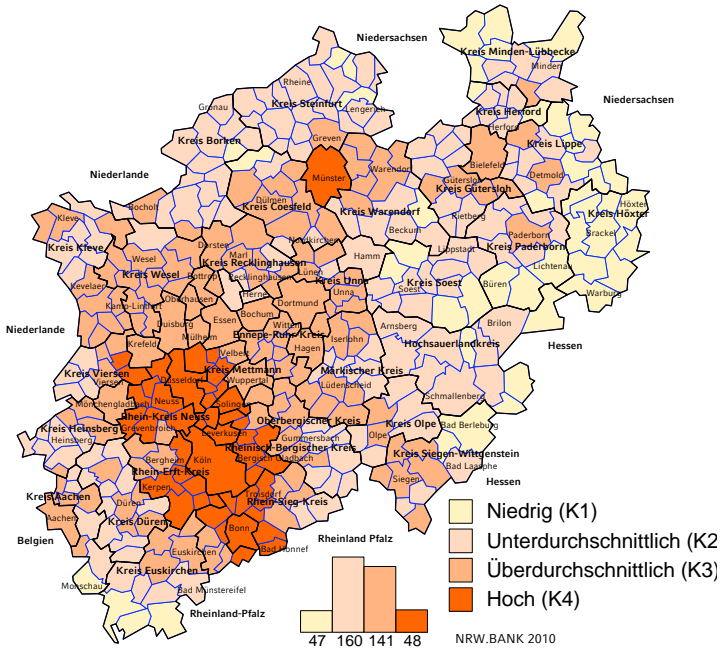 Niedersachsen
Kreis Minden-Lübbecke
Minden
Rheine
Kreis Steinfurt
Gronau
Lengerich
Niedersachsen
Kreis Herford
Herford
Kreis Borken
Greven
Kreis Lippe
Bielefeld
Warendorf
Münster
Detmold
Niederlande
Gütersloh
Kreis Gütersloh
Dülmen
Kreis Coesfeld
Bocholt
Kreis Warendorf
Rietberg
Höxter
Kreis Höxter
Kleve
Beckum
Brackel
Nordkirchen
Paderborn
Kreis Paderborn
Kreis Kleve
Dorsten
Lippstadt
Wesel
Marl
Hamm
Kreis Recklinghausen
Lichtenau
Kreis Wesel
Bottrop
Recklinghausen
Lünen
Kreis Unna
Kreis Soest
Soest
Büren
Kevelaer
Herne
Unna
Warburg
Oberhausen
Dortmund
Kamp-Lintfort
Bochum
Essen
Duisburg
Witten
Arnsberg
Brilon
Niederlande
Mülheim
Ennepe-Ruhr-Kreis
Iserlohn
Hochsauerlandkreis
Krefeld
Hagen
Hessen
Velbert
Kreis Viersen
Kreis Mettmann
Märkischer Kreis
Viersen
Düsseldorf
Wuppertal
Lüdenscheid
Schmallenberg
Neuss
Mönchengladbach
Solingen
Rhein-Kreis Neuss
Oberbergischer Kreis
Kreis Olpe
Bad Berleburg
Kreis Heinsberg
Grevenbroich
Leverkusen
Gummersbach
Olpe
Heinsberg
Rheinisch-Bergischer Kreis
Kreis Siegen-Wittgenstein
Bergheim
Köln
Bergisch Gladbach
Bad Laasphe
Rhein-Erft-Kreis
Kreis Aachen
Kerpen
Troisdorf
Siegen
Hessen
Düren
Rhein-Sieg-Kreis
Aachen
Kreis Düren
Belgien
Bonn
Rheinland Pfalz
Euskirchen
Bad Honnef
Kreis Euskirchen
Monschau
Bad Münstereifel
Rheinland-Pfalz
Niedrig (K1)
Unterdurchschnittlich (K2
Überdurchschnittlich (K3)
Hoch (K4)
47 160 141 48
NRW.BANK 2010